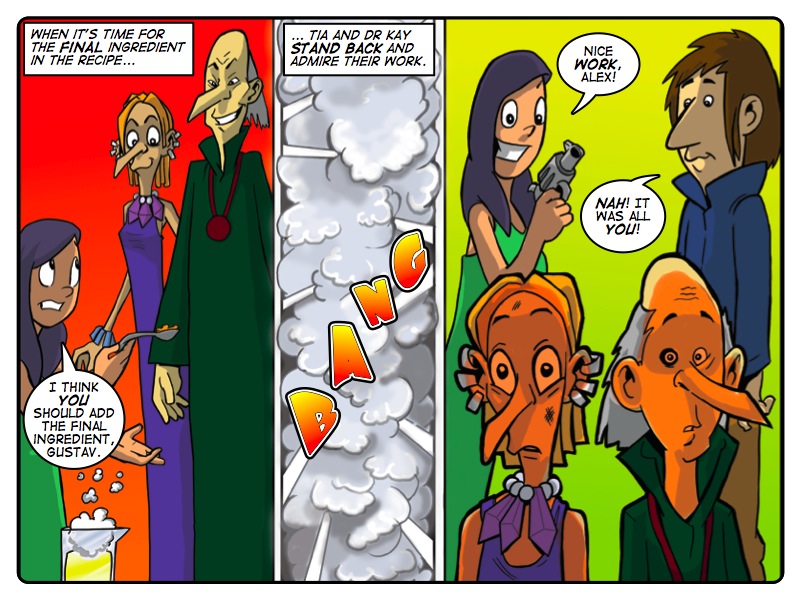 WHEN IT'S TIME FOR
THE FINAL INGREDIENT
IN THE RECIPE...
I THINK
YOU
SHOULD ADD
THE FINAL
INGREDIENT,
GUSTAV.
... TIA AND DR KAY
STAND BACK AND
ADMIRE THEIR WORK.
BANG
NICE
WORK,
ALEX!
NAH! IT
WAS ALL
YOU!